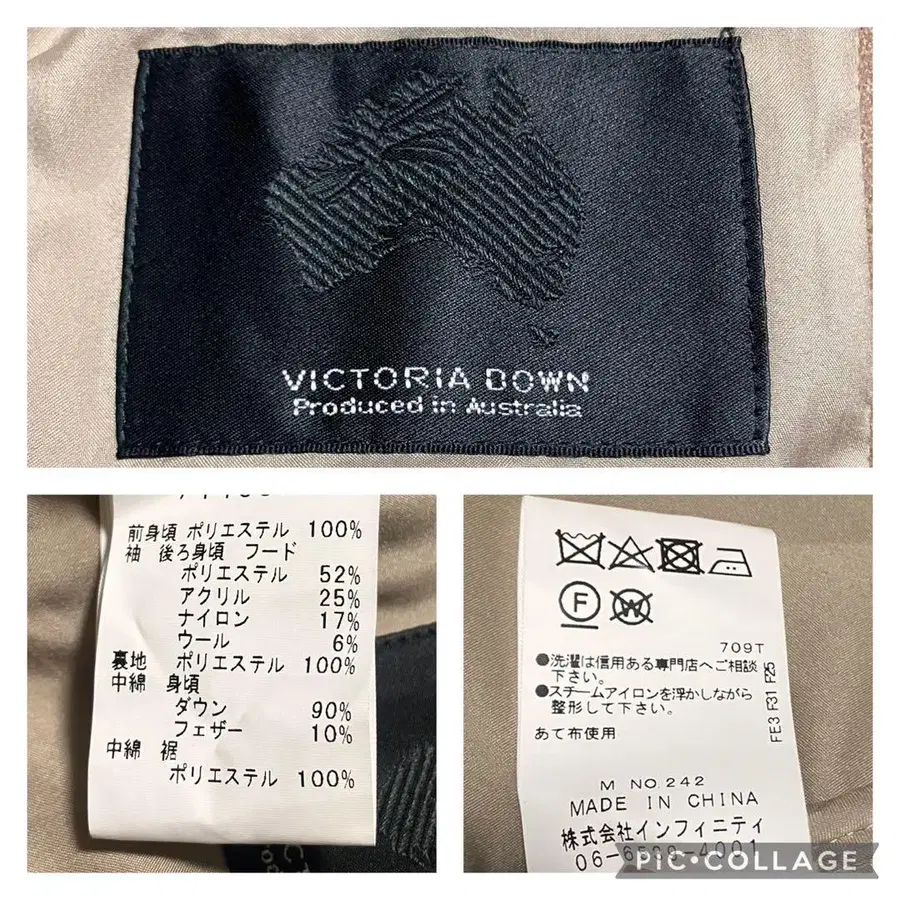 VICTORIA DOWN
Produced in Australia
前身頃 ポリエステル 100%
袖 後ろ身頃 フード
ポリエステル 52%
アクリル 25%
ナイロン 17%
ウール 6%
裏地 ポリエステル 100%
中綿 身頃
ダウン 90%
フェザー 10%
中綿 裾
ポリエステル 100%
F
W
709T
●洗濯は信用ある専門店へご相談
下さい。
●スチームアイロンを浮かしながら
整形して下さい。
あて布使用
FE3 F31 F25
M NO.242
MADE IN CHINA
株式会社インフィニティ
PIC•COLLAGE